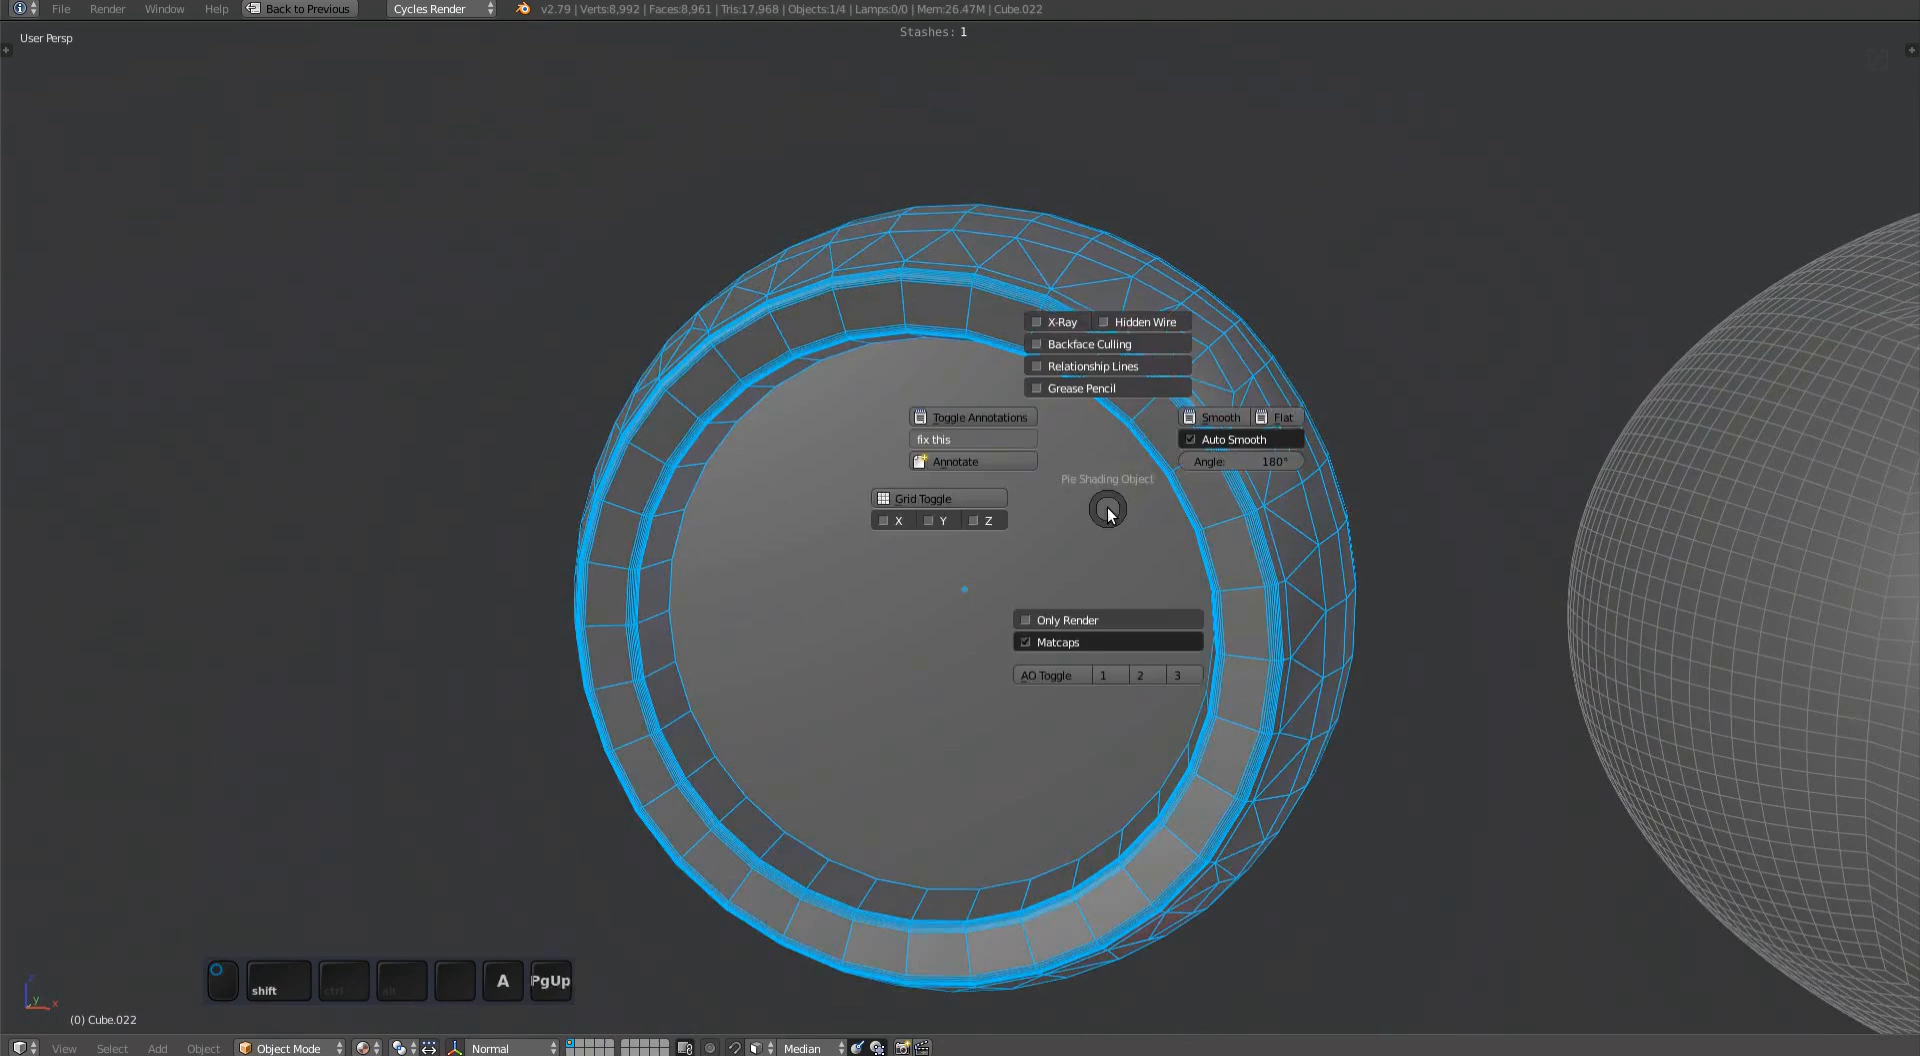 File Render Window Help Back to Previous Cycles Render v2.79 | Verts:8,992 | Faces:8,961 | Tris:17,968 | Objects:1/4 | Lamps:0/0 | Mem:26.47M | Cube.022
User Persp
Stashes: 1
X-Ray Hidden Wire
Backface Culling
Relationship Lines
Grease Pencil
Toggle Annotations
fix this
Annotate
Smooth Flat
Auto Smooth
Angle: 180°
Pie Shading Object
Grid Toggle
X Y Z
Only Render
Matcaps
AO Toggle 1 2 3
shift ctrl alt A PgUp
z
y x
(0) Cube.022
View Select Add Object Object Mode Normal Median